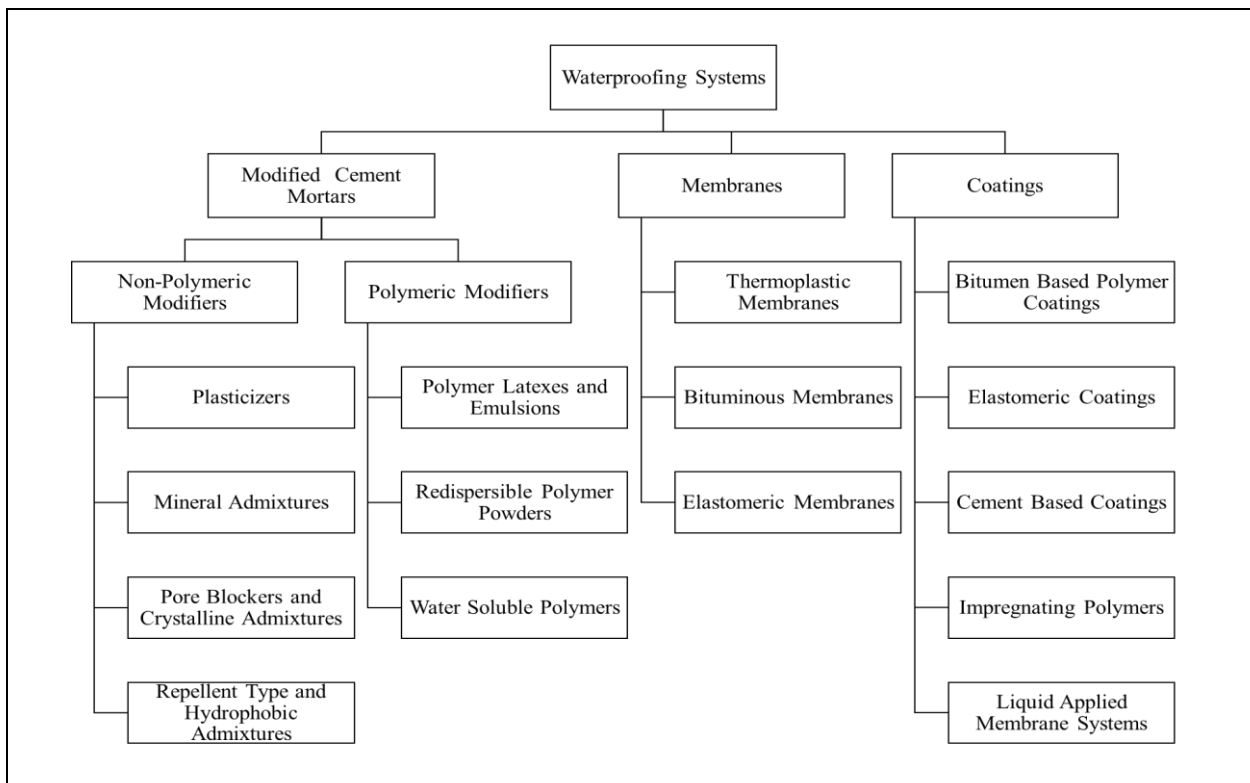 Waterproofing Systems
Modified Cement
Mortars
Membranes
Coatings
Non-Polymeric
Modifiers
Polymeric Modifiers
Thermoplastic
Membranes
Bitumen Based Polymer
Coatings
Plasticizers
Polymer Latexes and
Emulsions
Bituminous Membranes
Elastomeric Coatings
Mineral Admixtures
Redispersible Polymer
Powders
Elastomeric Membranes
Cement Based Coatings
Pore Blockers and
Crystalline Admixtures
Water Soluble Polymers
Impregnating Polymers
Repellent Type and
Hydrophobic
Admixtures
Liquid Applied
Membrane Systems